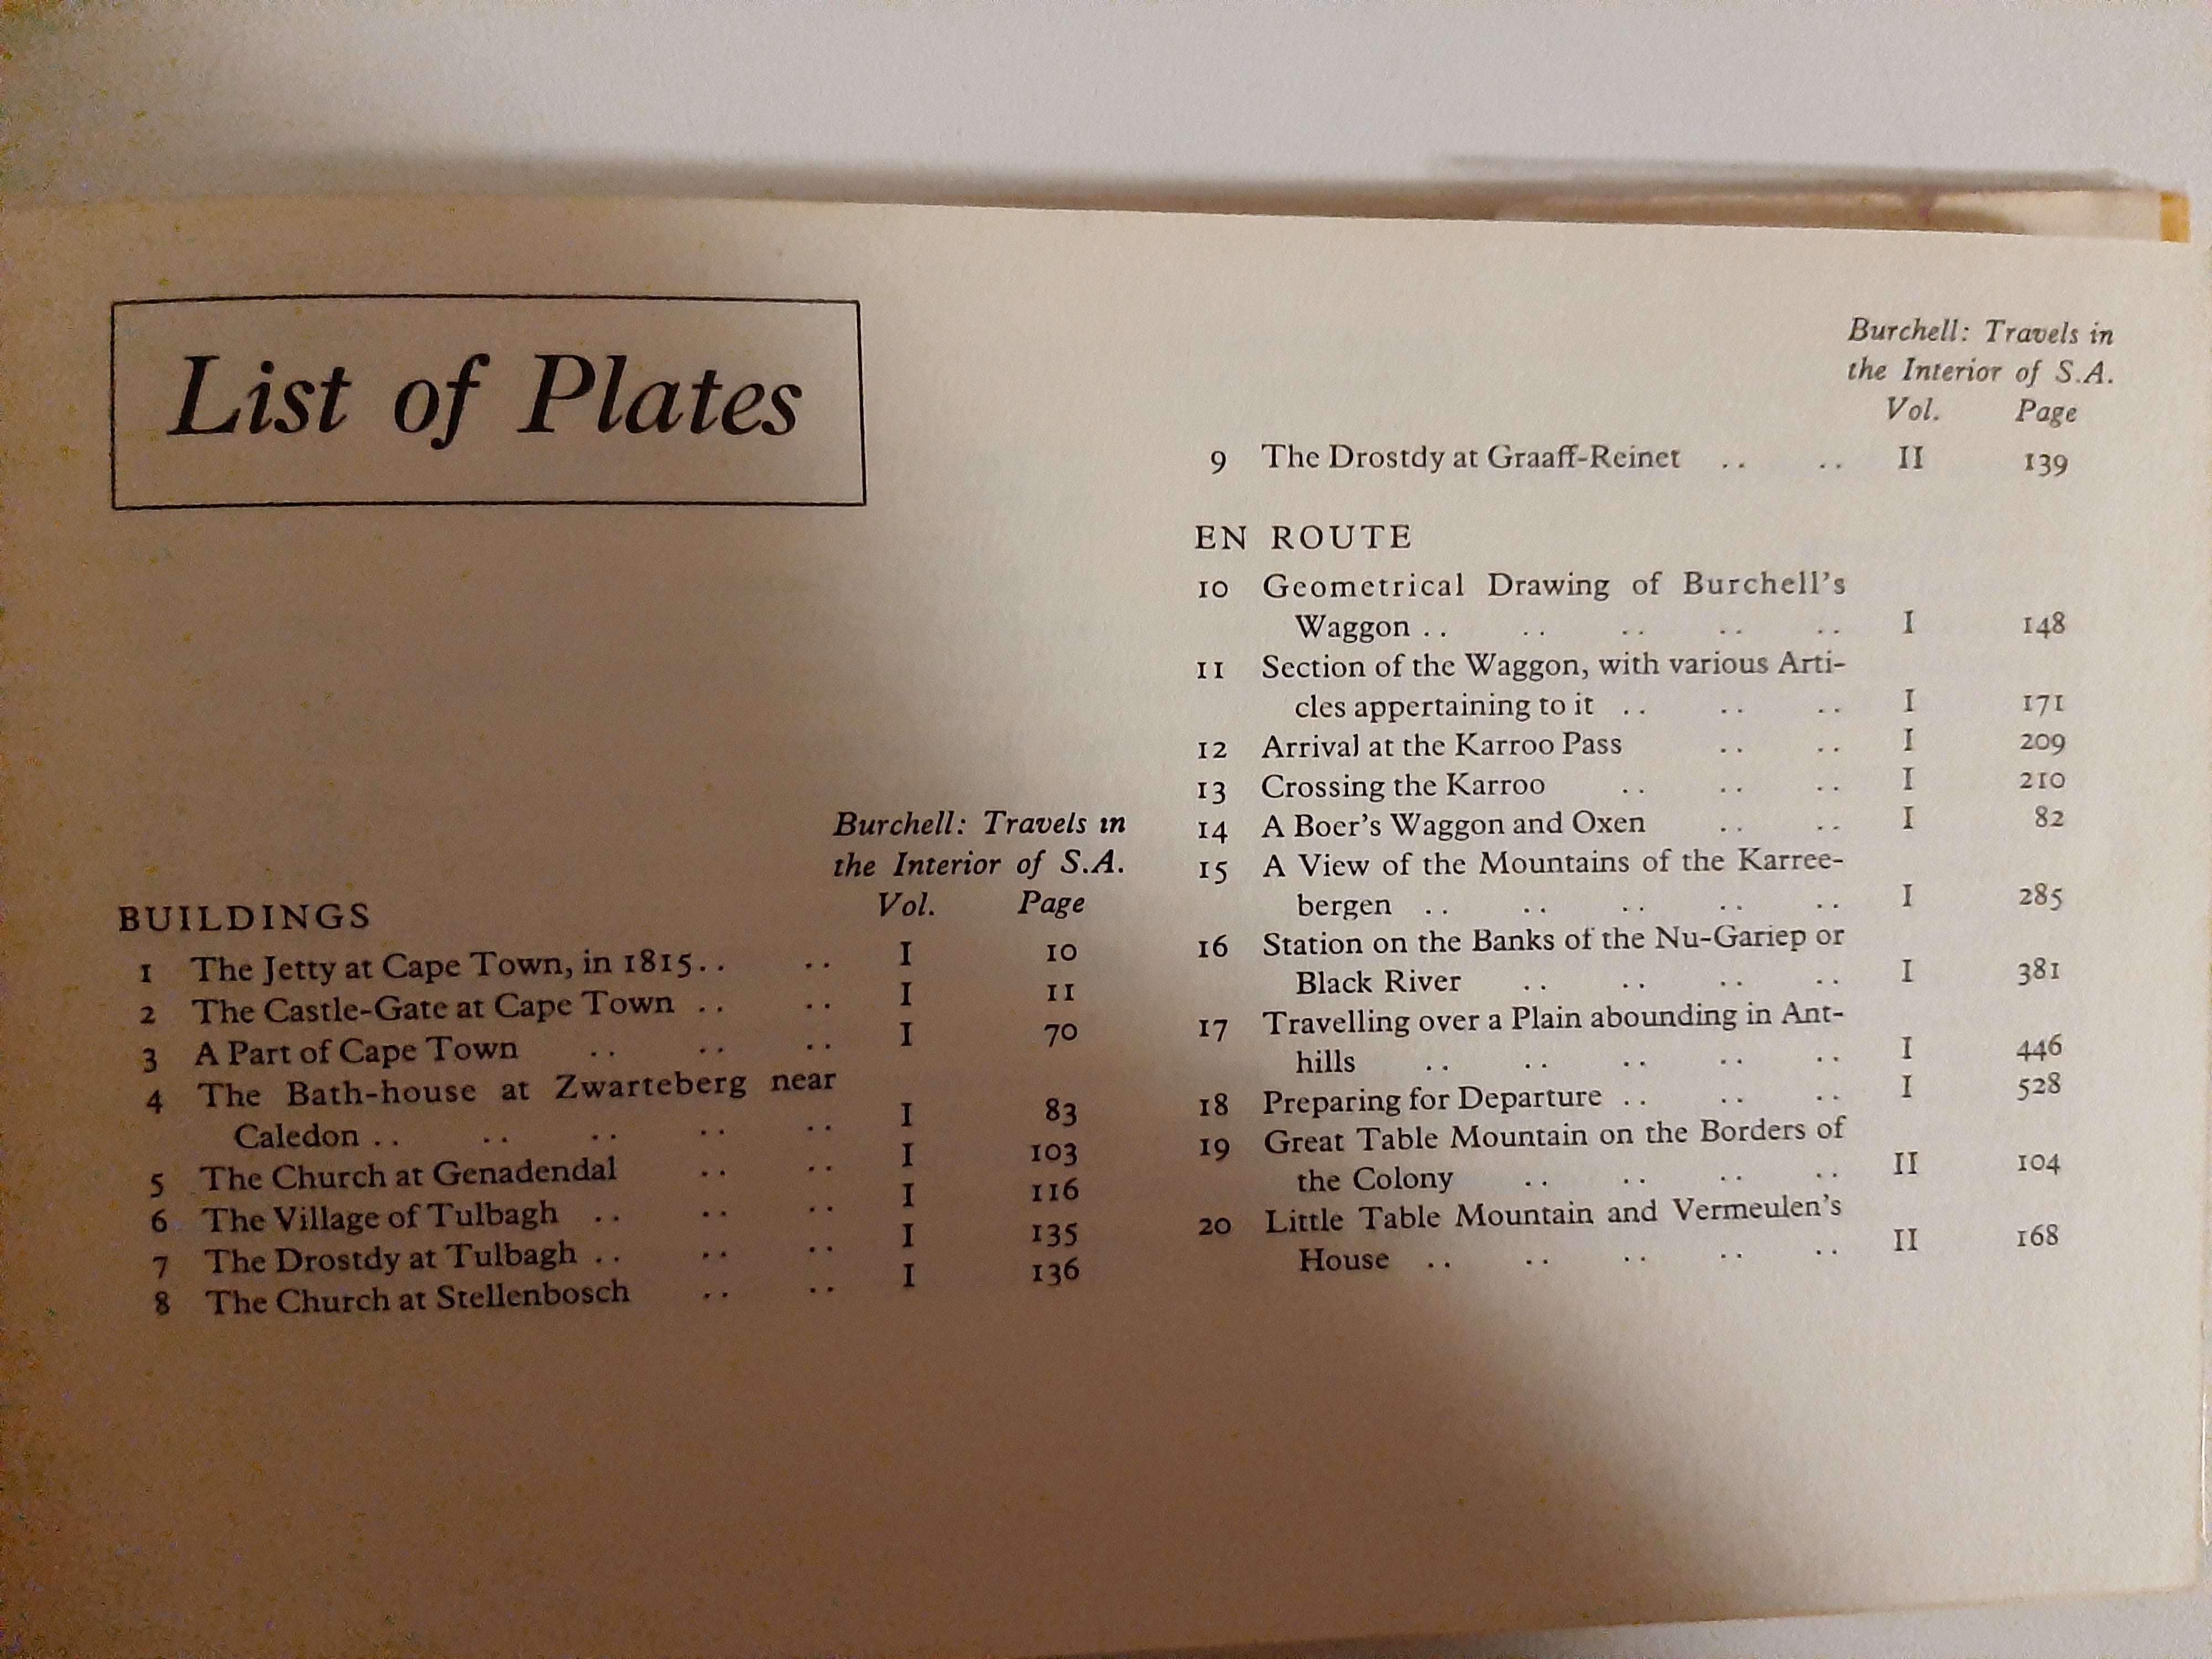 List of Plates
Burchell: Travels in
the Interior of S.A.
Vol. Page
BUILDINGS
1 The Jetty at Cape Town, in 1815.. .. I 10
2 The Castle-Gate at Cape Town .. .. I 11
3 A Part of Cape Town .. .. .. I 70
4 The Bath-house at Zwarteberg near
Caledon .. .. .. .. .. I 83
5 The Church at Genadendal .. .. I 103
6 The Village of Tulbagh .. .. .. I 116
7 The Drostdy at Tulbagh .. .. .. I 135
8 The Church at Stellenbosch .. .. I 136
Burchell: Travels in
the Interior of S.A.
Vol. Page
9 The Drostdy at Graaff-Reinet .. .. II 139
EN ROUTE
10 Geometrical Drawing of Burchell's
Waggon .. .. .. .. .. I 148
11 Section of the Waggon, with various Arti-
cles appertaining to it .. .. .. I 171
12 Arrival at the Karroo Pass .. .. I 209
13 Crossing the Karroo .. .. .. I 210
14 A Boer's Waggon and Oxen .. .. I 82
15 A View of the Mountains of the Karree-
bergen .. .. .. .. .. I 285
16 Station on the Banks of the Nu-Gariep or
Black River .. .. .. .. I 381
17 Travelling over a Plain abounding in Ant-
hills .. .. .. .. .. I 446
18 Preparing for Departure .. .. .. I 528
19 Great Table Mountain on the Borders of
the Colony .. .. .. .. II 104
20 Little Table Mountain and Vermeulen's
House .. .. .. .. .. II 168